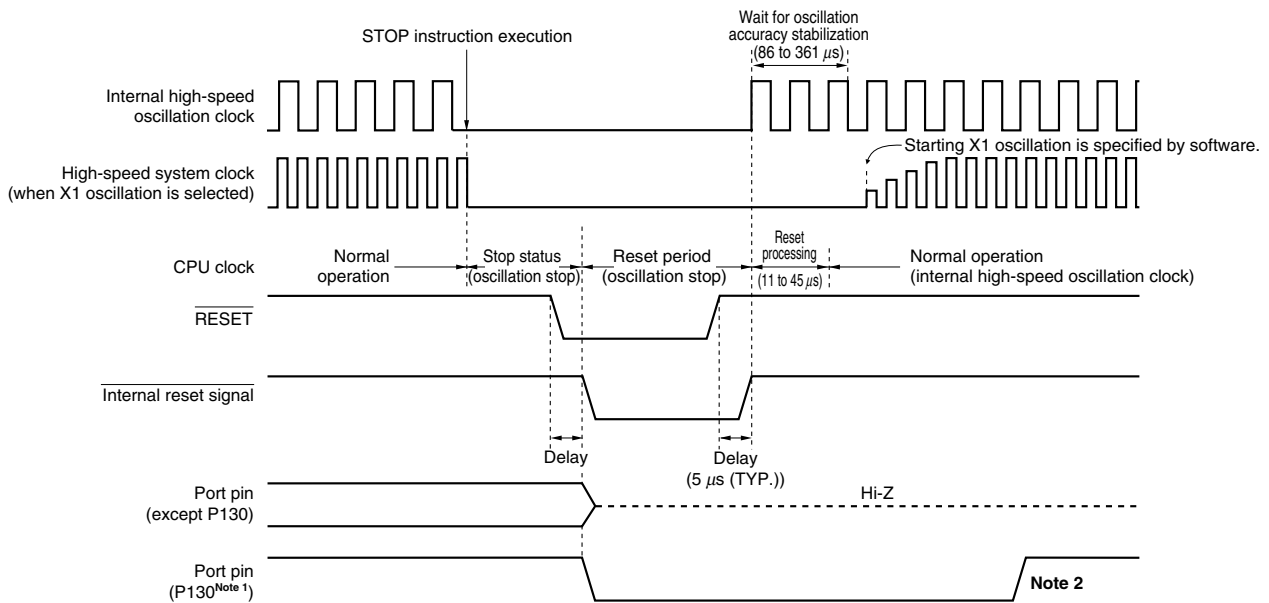 Wait for oscillation
accuracy stabilization
(86 to 361 μs)
STOP instruction execution
Internal high-speed
oscillation clock
Starting X1 oscillation is specified by software.
High-speed system clock
(when X1 oscillation is selected)
CPU clock
Normal
operation
Stop status
(oscillation stop)
Reset period
(oscillation stop)
Reset
processing
(11 to 45 μs)
Normal operation
(internal high-speed oscillation clock)
RESET
Internal reset signal
Delay
Delay
(5 μs (TYP.))
Port pin
(except P130)
Hi-Z
Port pin
(P130Note 1)
Note 2